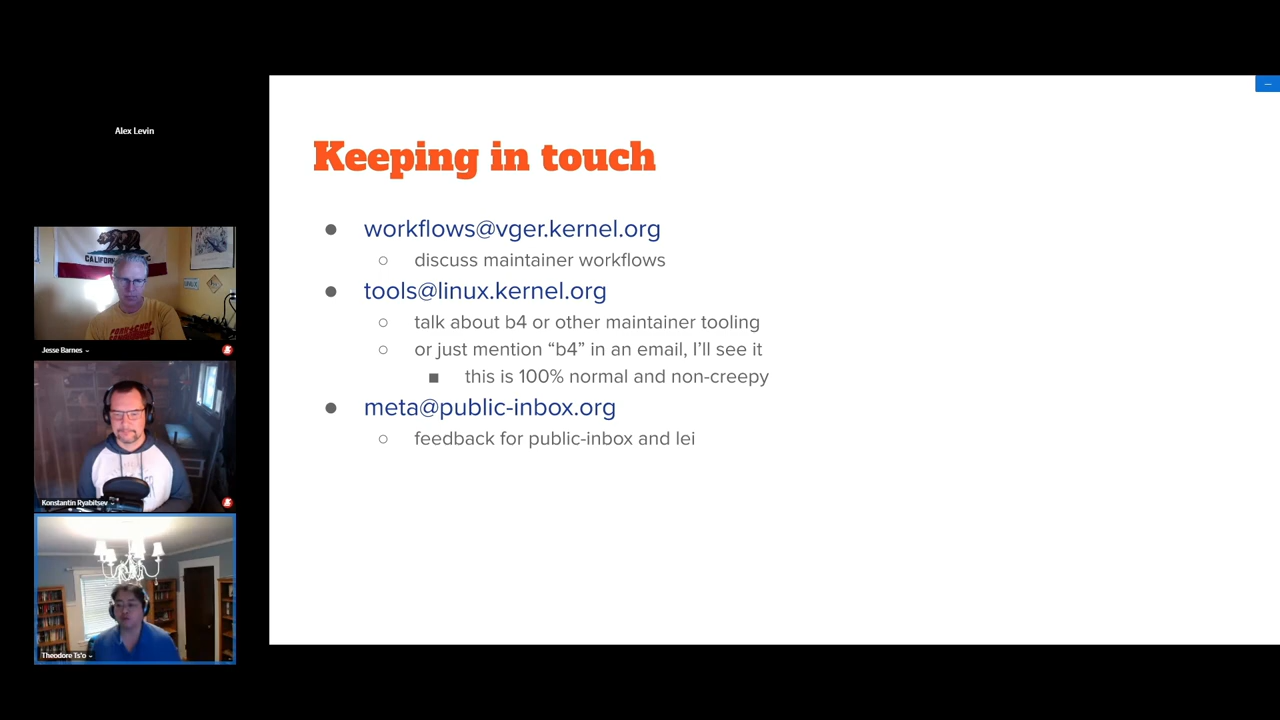 Alex Levin
Jesse Barnes
Konstantin Ryabitsev
Theodore Ts'o
Keeping in touch
workflows@vger.kernel.org
discuss maintainer workflows
tools@linux.kernel.org
talk about b4 or other maintainer tooling
or just mention “b4” in an email, I’ll see it
this is 100% normal and non-creepy
meta@public-inbox.org
feedback for public-inbox and lei